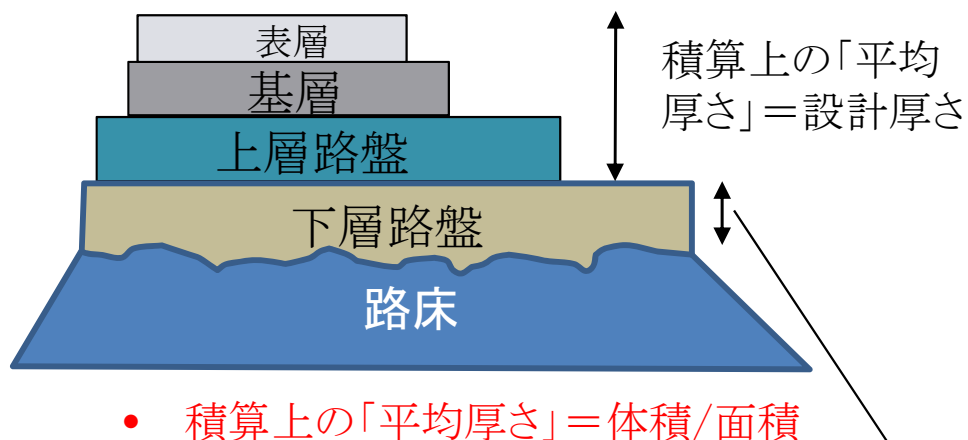 表層
基層
上層路盤
下層路盤
路床
積算上の「平均
厚さ」＝設計厚さ
• 積算上の「平均厚さ」＝体積/面積